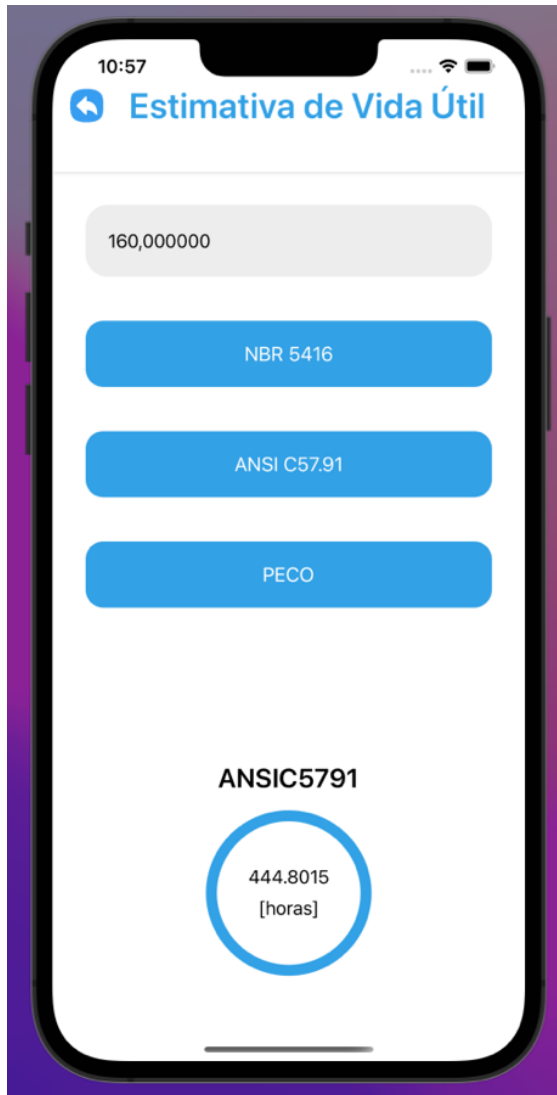 10:57
Estimativa de Vida Útil
160,000000
NBR 5416
ANSI C57.91
PECO
ANSIC5791
444.8015
[horas]